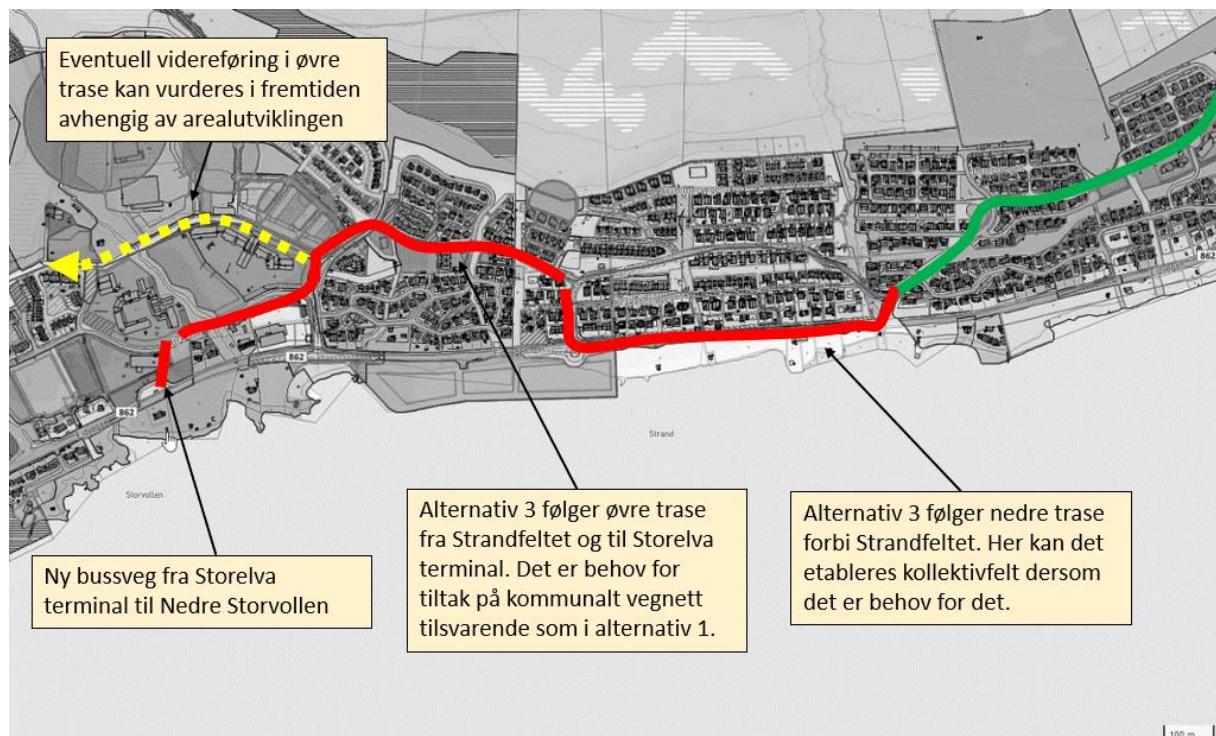 Eventuell videreføring i øvre
trase kan vurderes i fremtiden
avhengig av arealutviklingen
862
862
862
Strand
Storvollen
Ny bussveg fra Storelva
terminal til Nedre Storvollen
Alternativ 3 følger øvre trase
fra Strandfeltet og til Storelva
terminal. Det er behov for
tiltak på kommunalt vegnett
tilsvarende som i alternativ 1.
Alternativ 3 følger nedre trase
forbi Strandfeltet. Her kan det
etableres kollektivfelt dersom
det er behov for det.
100 m